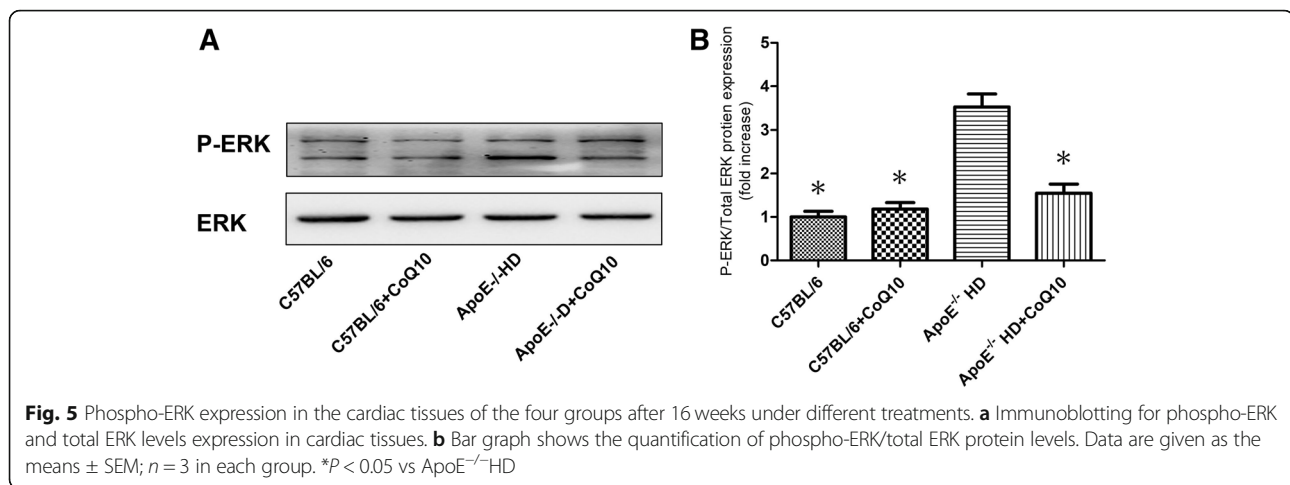 A
P-ERK
ERK
C57BL/6
C57BL/6+CoQ10
ApoE-/-HD
ApoE-/-D+CoQ10
B
P-ERK/Total ERK protien expression
(fold increase)
5
4
3
2
1
0
*
*
*
C57BL/6
C57BL/6+CoQ10
ApoE-/- HD
ApoE-/- HD+CoQ10
Fig. 5 Phospho-ERK expression in the cardiac tissues of the four groups after 16 weeks under different treatments. a Immunoblotting for phospho-ERK
and total ERK levels expression in cardiac tissues. b Bar graph shows the quantification of phospho-ERK/total ERK protein levels. Data are given as the
means ± SEM; n = 3 in each group. *P < 0.05 vs ApoE−/−HD